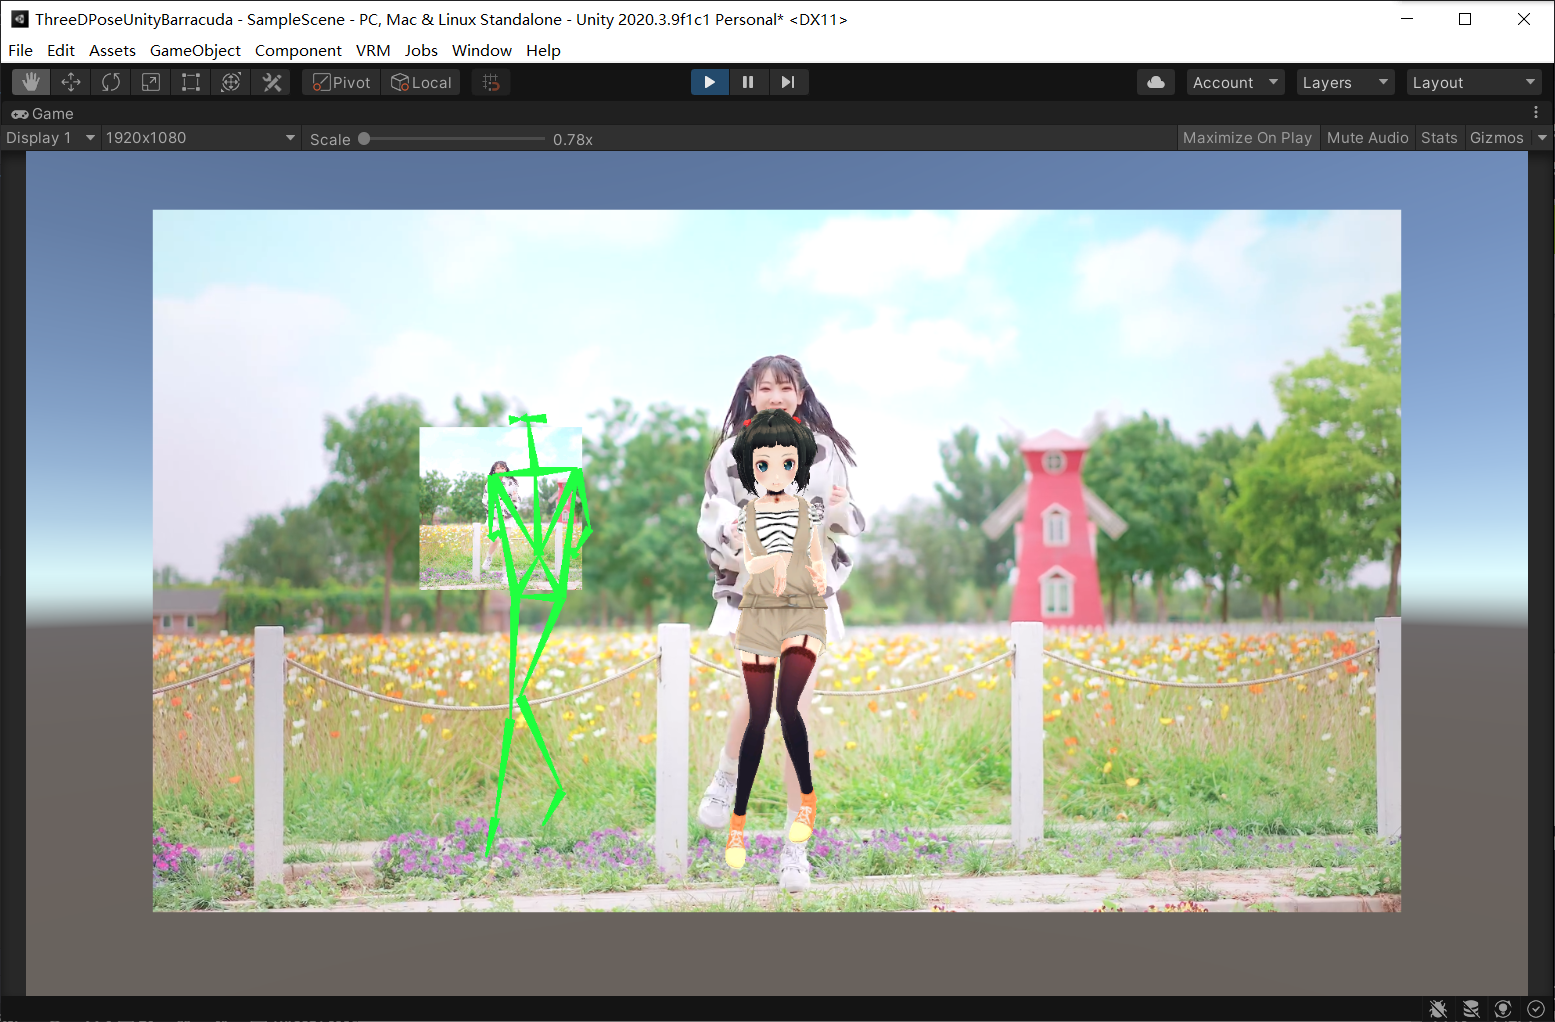 ThreeDPoseUnityBarracuda - SampleScene - PC, Mac & Linux Standalone - Unity 2020.3.9f1c1 Personal* <DX11>
File Edit Assets GameObject Component VRM Jobs Window Help
Pivot Local Account Layers Layout
Game
Display 1 1920x1080 Scale 0.78x Maximize On Play Mute Audio Stats Gizmos